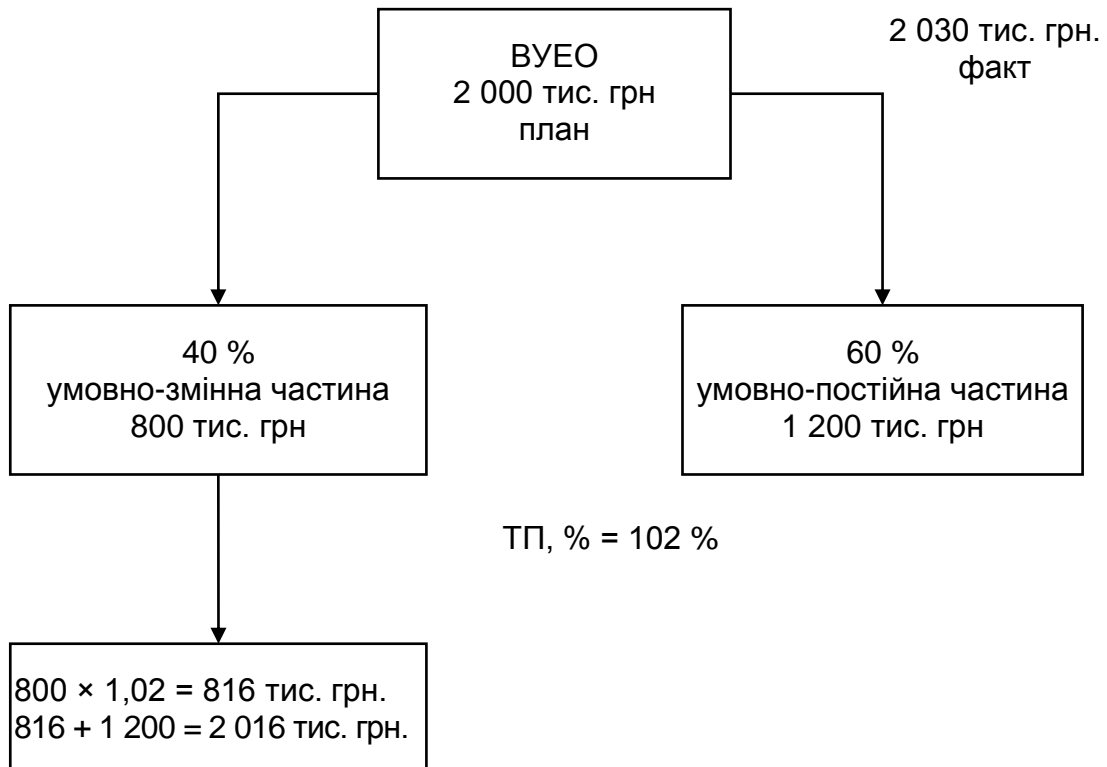 ВУЕО
2 000 тис. грн
план
2 030 тис. грн.
факт
40 %
умовно-змінна частина
800 тис. грн
60 %
умовно-постійна частина
1 200 тис. грн
ТП, % = 102 %
800 × 1,02 = 816 тис. грн.
816 + 1 200 = 2 016 тис. грн.